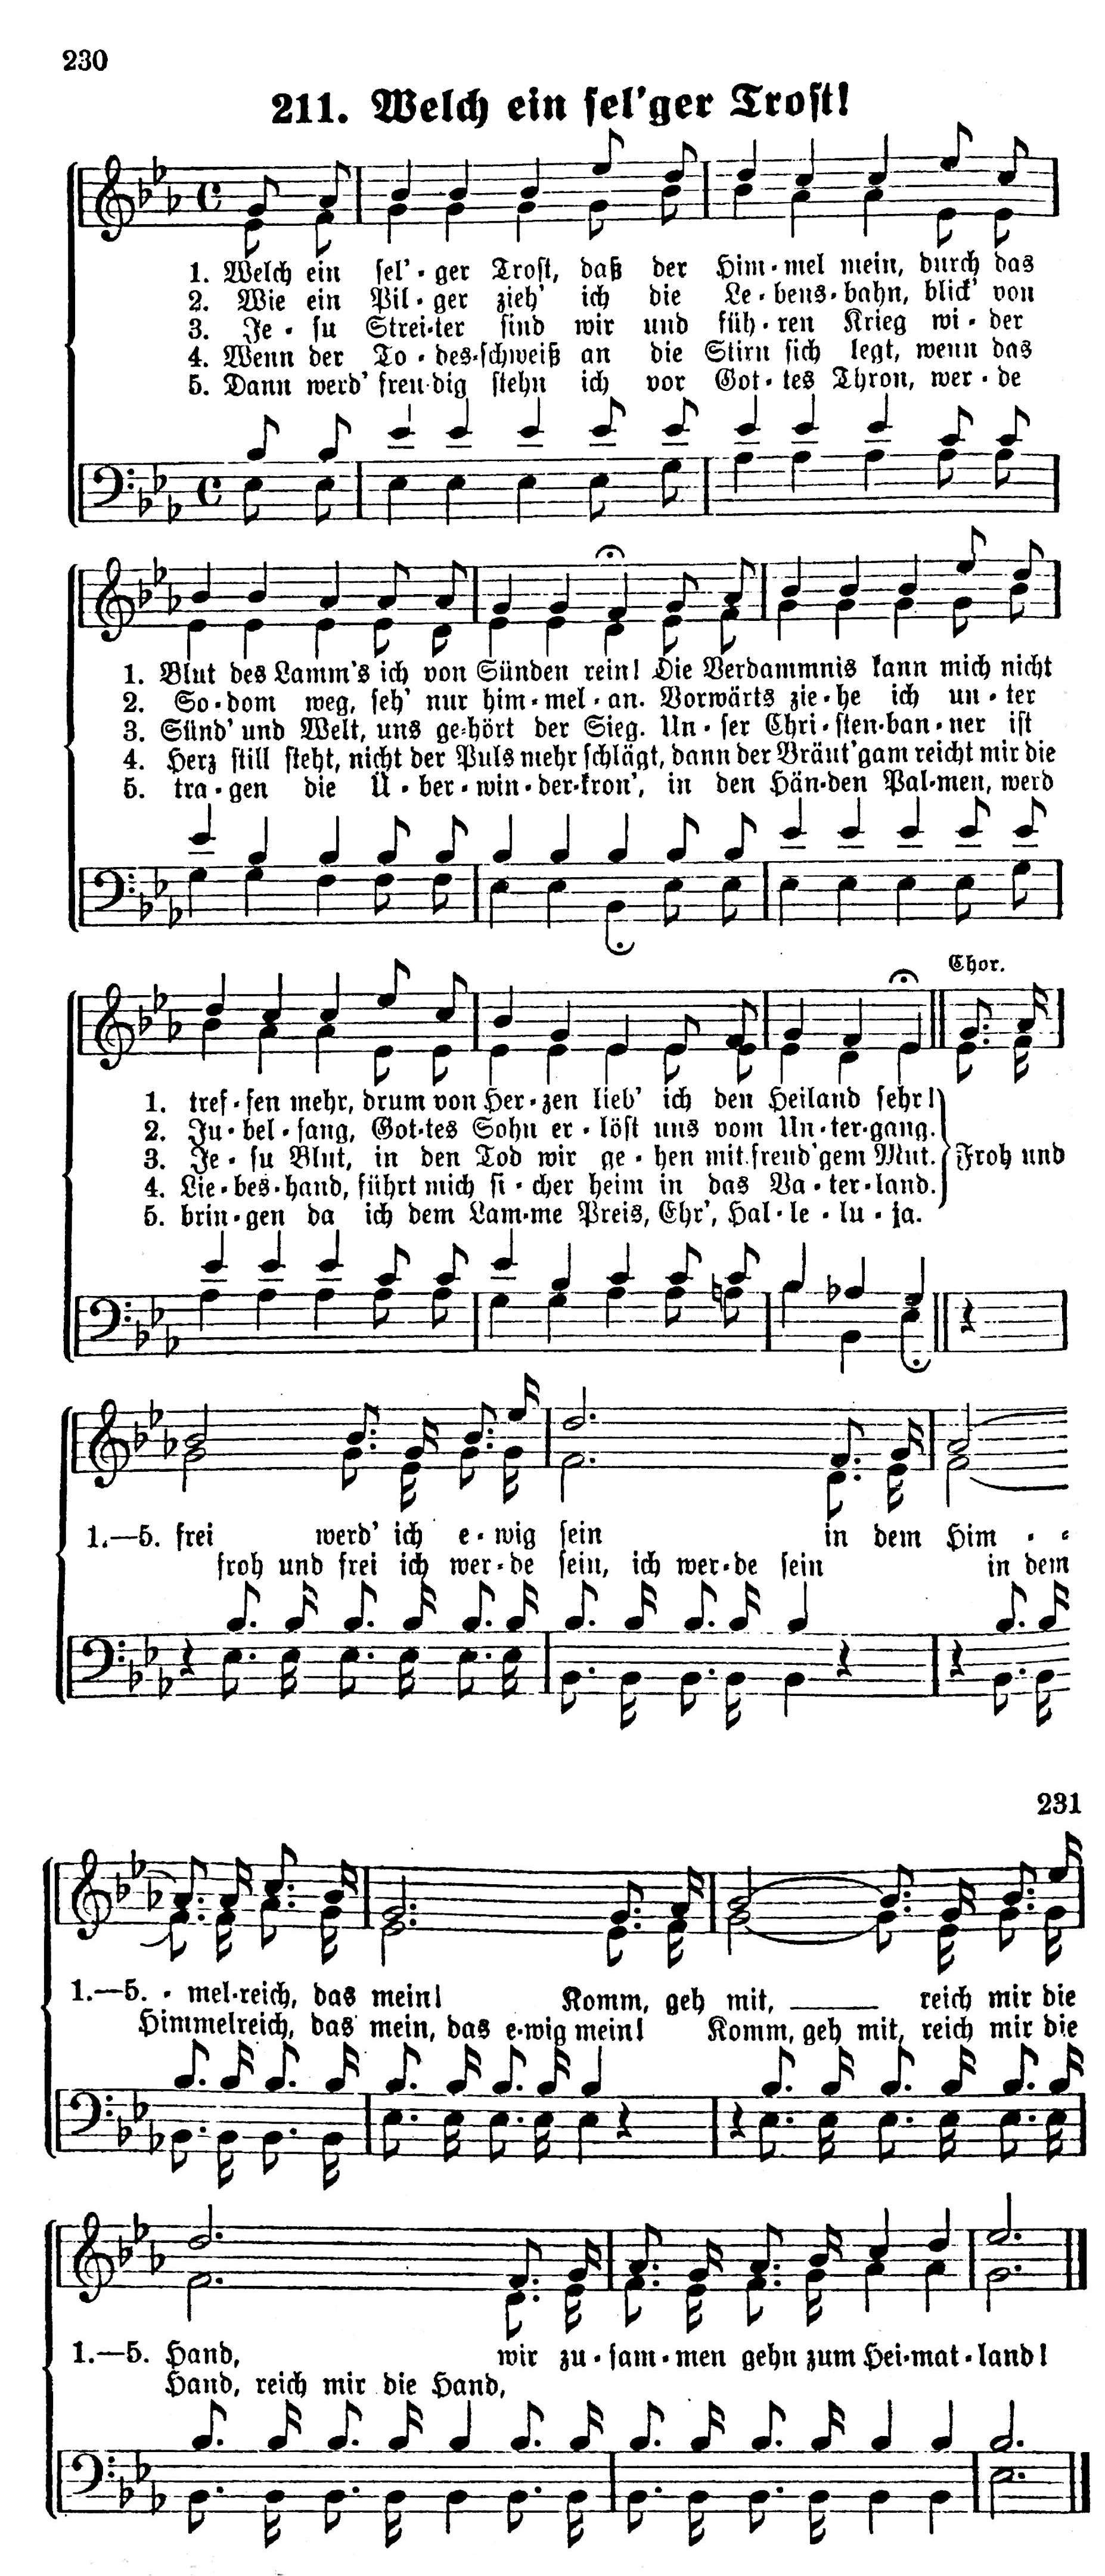 230
211. Welch ein sel'ger Trost!
1. Welch ein sel'-ger Trost, daß der Him-mel mein, durch das
2. Wie ein Pil-ger zieh' ich die Le-bens-bahn, blick' von
3. Je-su Strei-ter sind wir und füh-ren Krieg wi-der
4. Wenn der To-des-schweiß an die Stirn sich legt, wenn das
5. Dann werd' freu-dig stehn ich vor Got-tes Thron, wer-de
1. Blut des Lamm's ich von Sünden rein! Die Verdammnis kann mich nicht
2. So-dom weg, seh' nur him-mel-an. Vorwärts zie-he ich un-ter
3. Sünd' und Welt, uns ge-hört der Sieg. Un-ser Chri-sten-ban-ner ist
4. Herz still steht, nicht der Puls mehr schlägt, dann der Bräut'gam reicht mir die
5. tra-gen die Ü-ber-win-der-kron', in den Hän-den Pal-men, werd
Chor.
1. tref-fen mehr, drum von Her-zen lieb' ich den Heiland sehr!
2. Ju-bel-sang, Got-tes Sohn er-löst uns vom Un-ter-gang.
3. Je-su Blut, in den Tod wir ge-hen mit freud'gem Mut. Froh und
4. Lie-bes-hand, führt mich si-cher heim in das Va-ter-land.
5. brin-gen da ich dem Lam-me Preis, Ehr', Hal-le-lu-ja.
1.—5. frei werd' ich e-wig sein in dem Him-
froh und frei ich wer-de sein, ich wer-de sein in dem
231
1.—5. -mel-reich, das mein! Komm, geh mit, reich mir die
Himmelreich, das mein, das e-wig mein! Komm, geh mit, reich mir die
1.—5. Hand, wir zu-sam-men gehn zum Hei-mat-land!
Hand, reich mir die Hand,